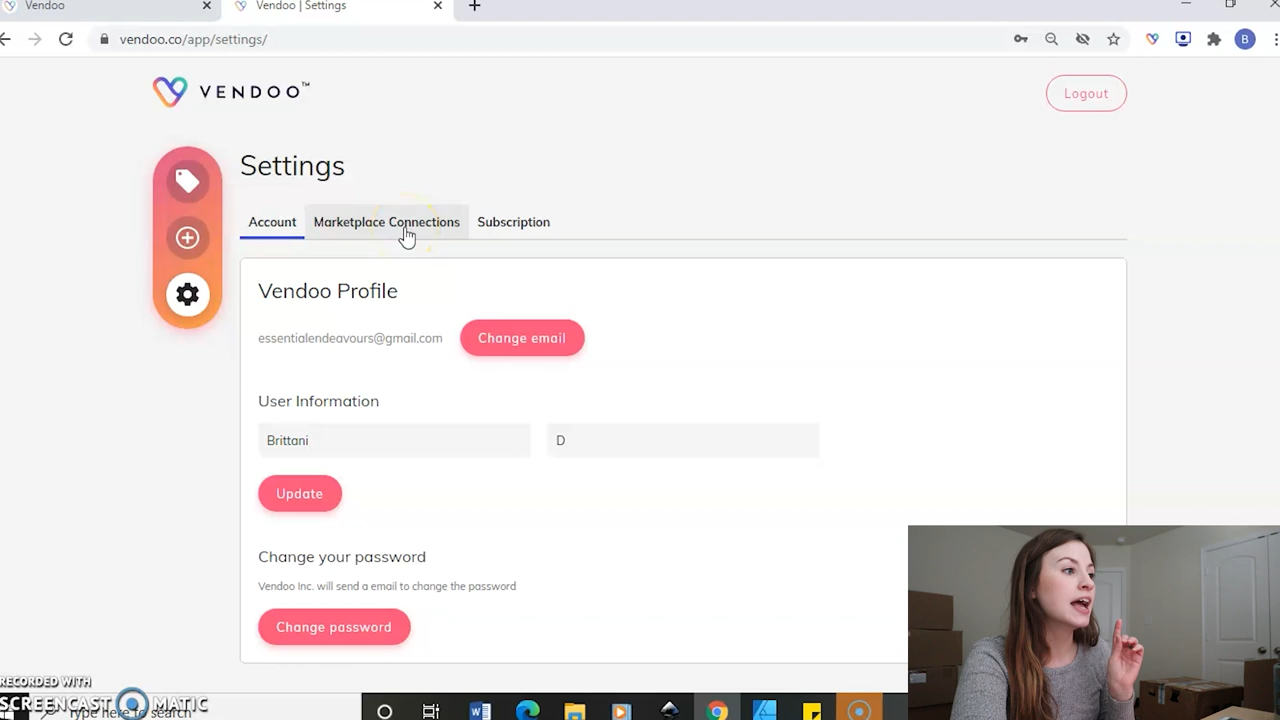 Vendoo
Vendoo | Settings
vendoo.co/app/settings/
B
VENDOO™
Logout
Settings
Account
Marketplace Connections
Subscription
Vendoo Profile
essentialendeavours@gmail.com
Change email
User Information
Brittani
D
Update
Change your password
Vendoo Inc. will send a email to change the password
Change password
RECORDED WITH
SCREENCAST MATIC
Type here to search